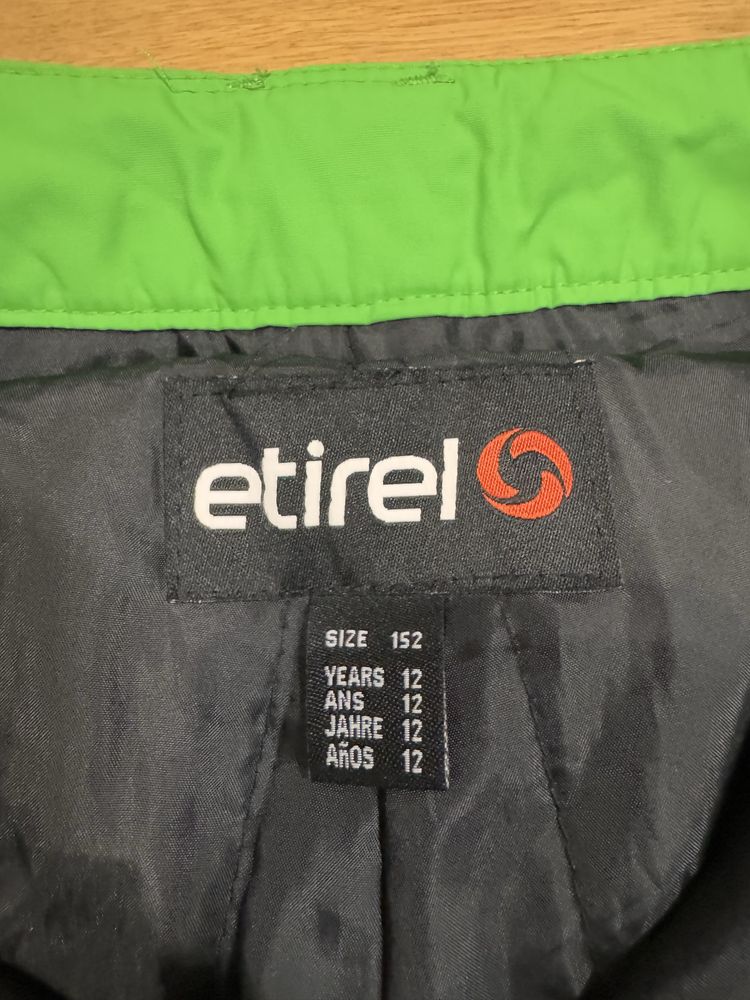 etirel
SIZE 152
YEARS 12
ANS 12
JAHRE 12
AñOS 12